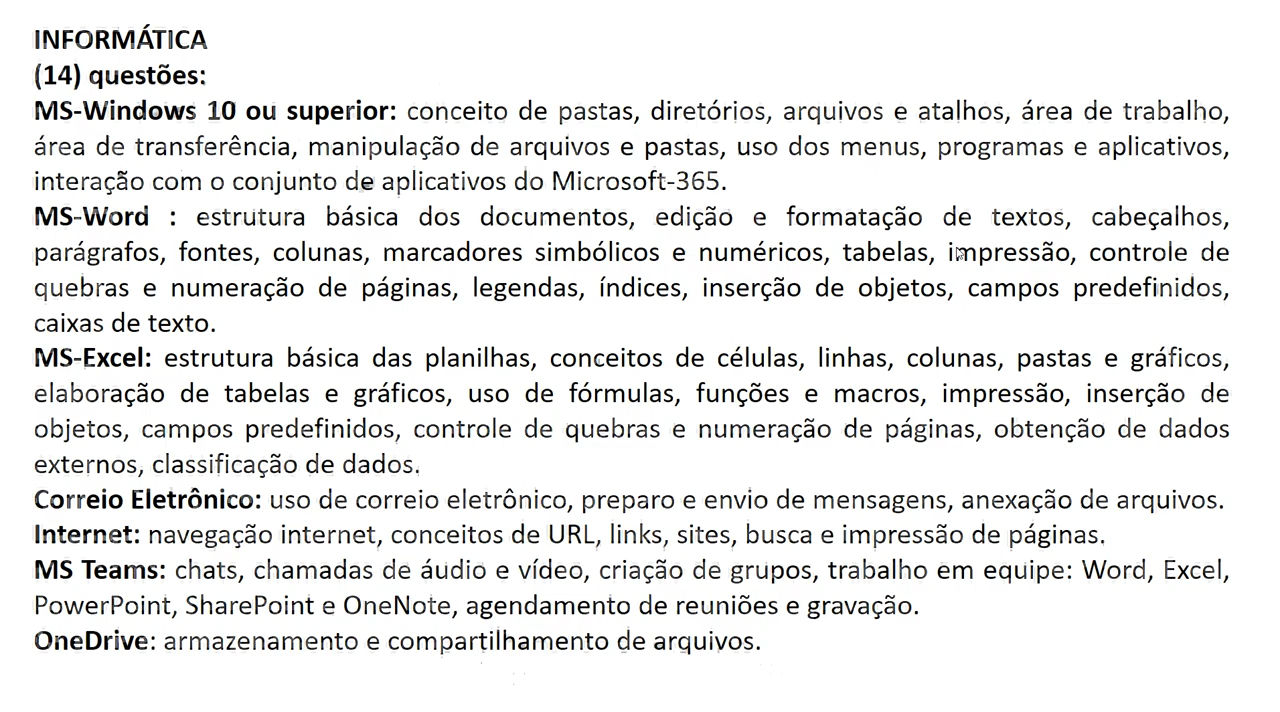 INFORMÁTICA
(14) questões:
MS-Windows 10 ou superior: conceito de pastas, diretórios, arquivos e atalhos, área de trabalho,
área de transferência, manipulação de arquivos e pastas, uso dos menus, programas e aplicativos,
interação com o conjunto de aplicativos do Microsoft-365.
MS-Word : estrutura básica dos documentos, edição e formatação de textos, cabeçalhos,
parágrafos, fontes, colunas, marcadores simbólicos e numéricos, tabelas, impressão, controle de
quebras e numeração de páginas, legendas, índices, inserção de objetos, campos predefinidos,
caixas de texto.
MS-Excel: estrutura básica das planilhas, conceitos de células, linhas, colunas, pastas e gráficos,
elaboração de tabelas e gráficos, uso de fórmulas, funções e macros, impressão, inserção de
objetos, campos predefinidos, controle de quebras e numeração de páginas, obtenção de dados
externos, classificação de dados.
Correio Eletrônico: uso de correio eletrônico, preparo e envio de mensagens, anexação de arquivos.
Internet: navegação internet, conceitos de URL, links, sites, busca e impressão de páginas.
MS Teams: chats, chamadas de áudio e vídeo, criação de grupos, trabalho em equipe: Word, Excel,
PowerPoint, SharePoint e OneNote, agendamento de reuniões e gravação.
OneDrive: armazenamento e compartilhamento de arquivos.